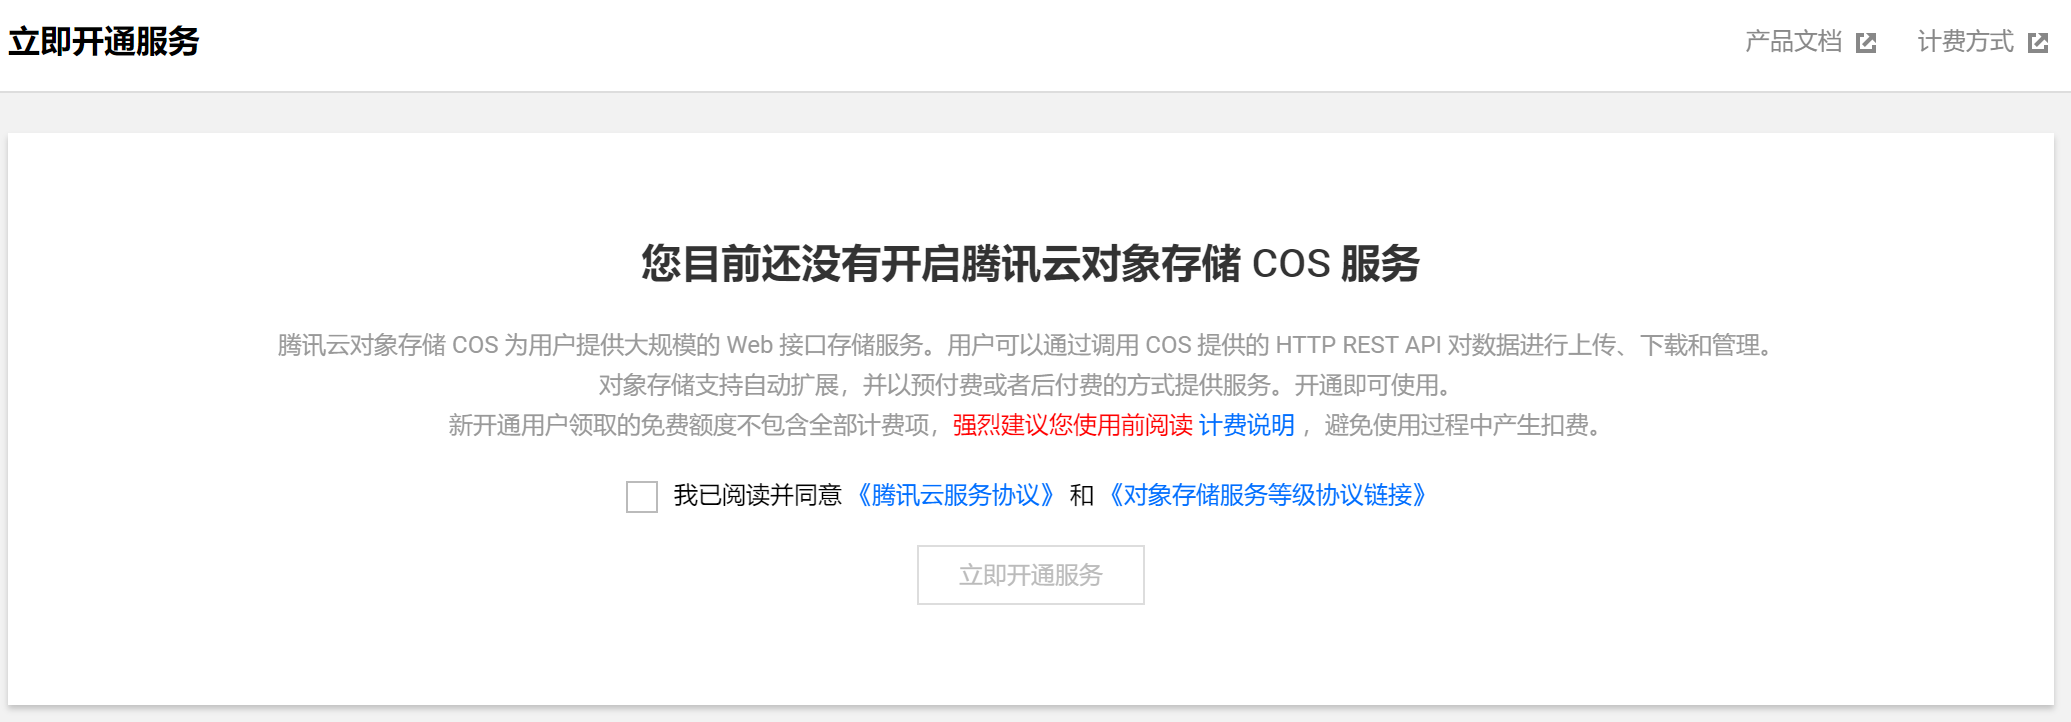 立即开通服务
产品文档 计费方式
您目前还没有开启腾讯云对象存储 COS 服务
腾讯云对象存储 COS 为用户提供大规模的 Web 接口存储服务。用户可以通过调用 COS 提供的 HTTP REST API 对数据进行上传、下载和管理。
对象存储支持自动扩展，并以预付费或者后付费的方式提供服务。开通即可使用。
新开通用户领取的免费额度不包含全部计费项，强烈建议您使用前阅读 计费说明 ，避免使用过程中产生扣费。
我已阅读并同意 《腾讯云服务协议》 和 《对象存储服务等级协议链接》
立即开通服务